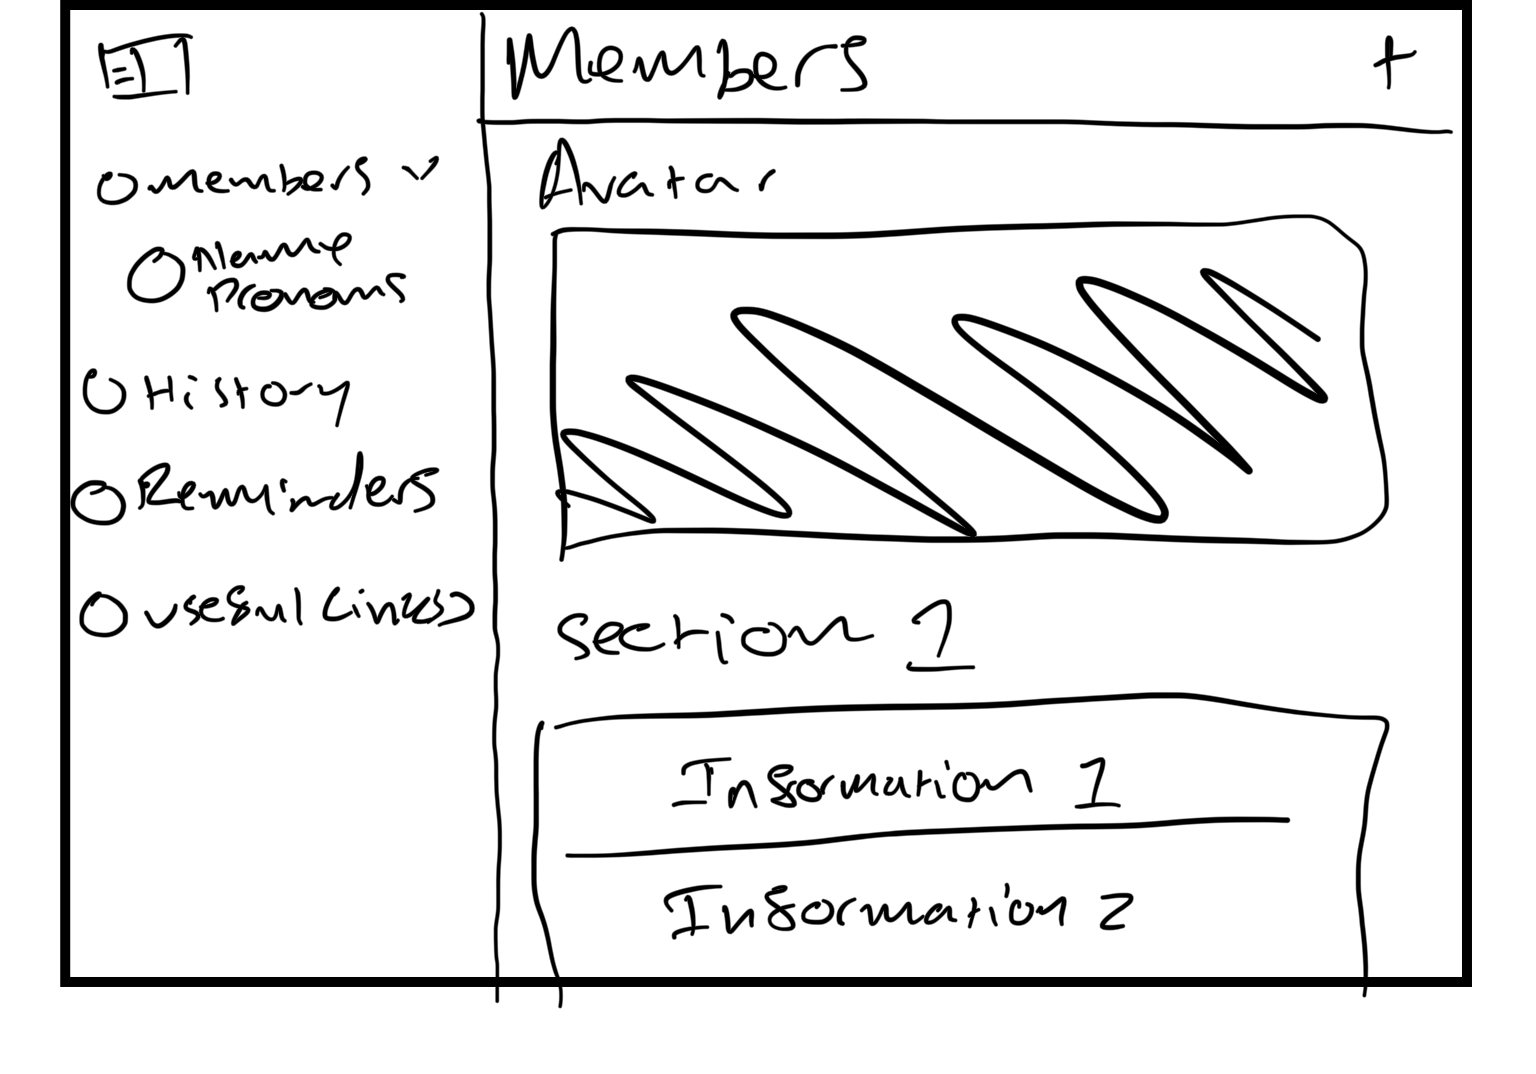 Members
+
members
Name
Pronouns
History
Reminders
Useful Links
Avatar
section 1
Information 1
Information 2